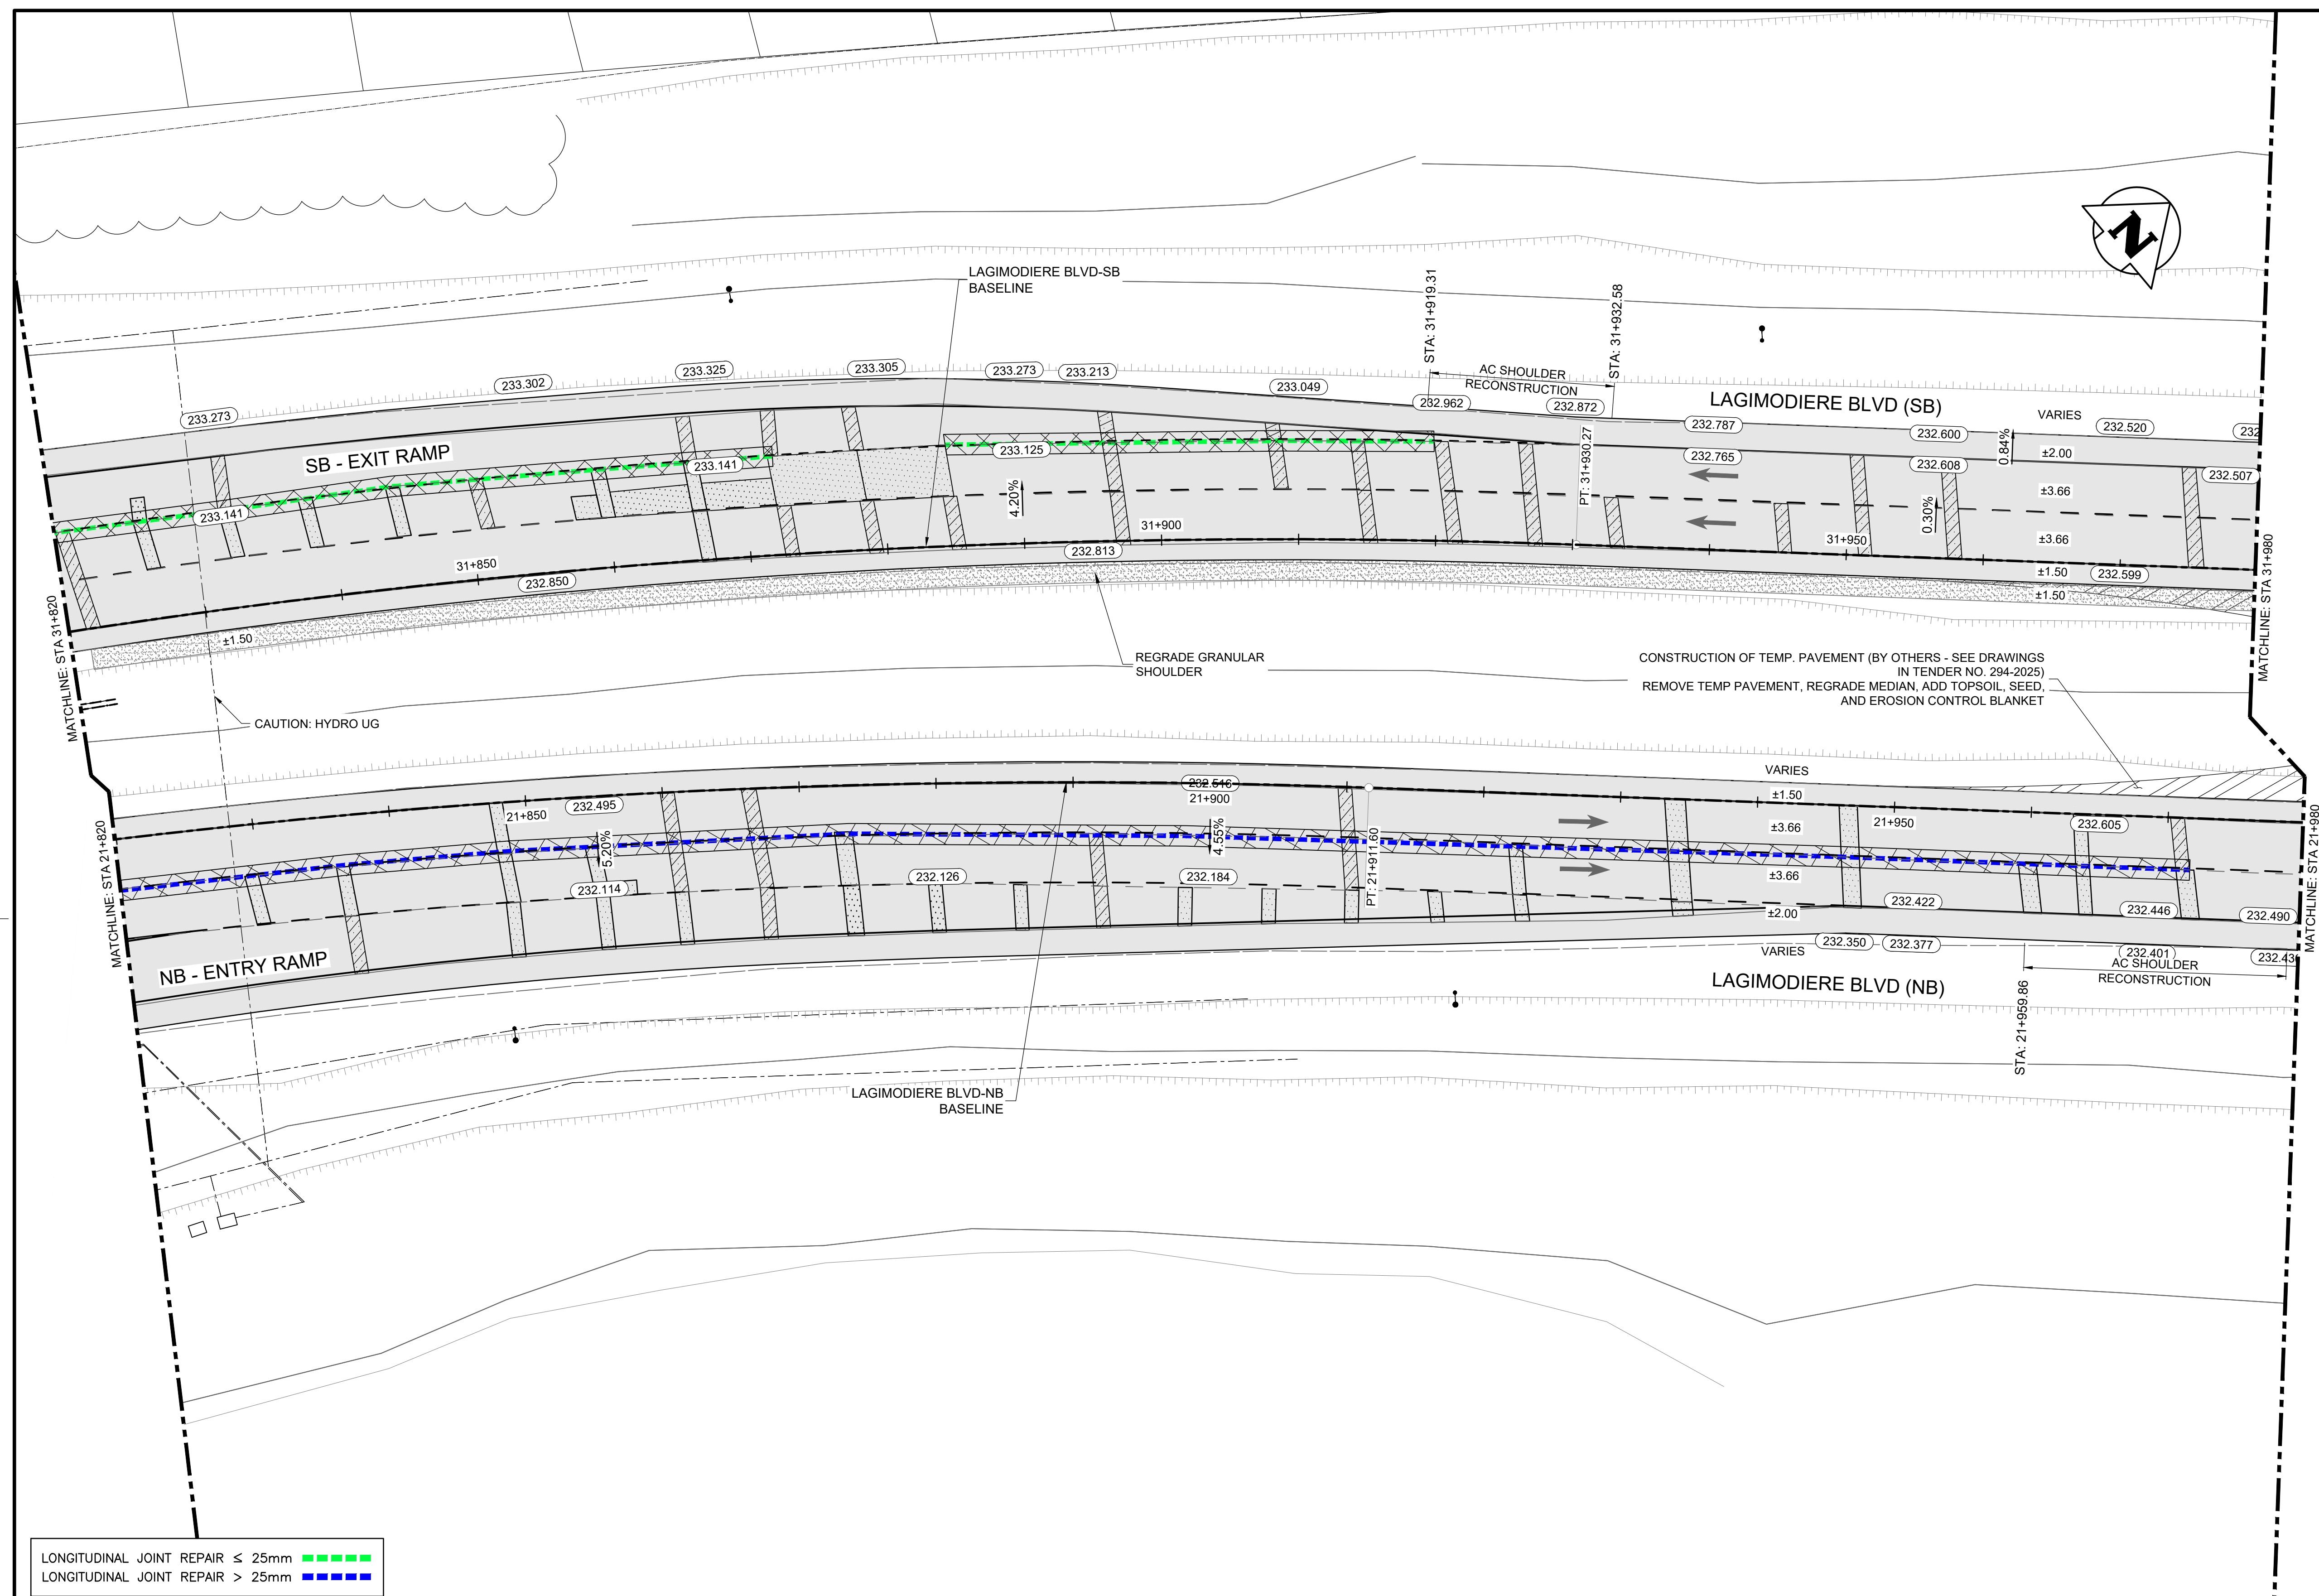 N
LAGIMODIERE BLVD-SB
BASELINE
STA: 31+919.31
STA: 31+932.58
AC SHOULDER
RECONSTRUCTION
233.273
233.302
233.325
233.305
233.273
233.213
233.049
232.962
232.872
LAGIMODIERE BLVD (SB)
VARIES
232.787
232.600
232.520
232
SB - EXIT RAMP
233.141
233.141
233.125
4.20%
PT: 31+930.27
232.765
232.608
0.84%
±2.00
232.507
±3.66
0.30%
±3.66
31+850
232.850
31+900
232.813
31+950
±1.50
232.599
±1.50
±1.50
MATCHLINE: STA 31+820
MATCHLINE: STA 31+980
REGRADE GRANULAR
SHOULDER
CONSTRUCTION OF TEMP. PAVEMENT (BY OTHERS - SEE DRAWINGS
IN TENDER NO. 294-2025)
REMOVE TEMP PAVEMENT, REGRADE MEDIAN, ADD TOPSOIL, SEED,
AND EROSION CONTROL BLANKET
CAUTION: HYDRO UG
MATCHLINE: STA 21+820
MATCHLINE: STA 21+980
VARIES
232.495
21+850
232.516
21+900
±1.50
21+950
232.605
5.20%
4.55%
PT: 21+911.60
±3.66
±3.66
232.114
232.126
232.184
±2.00
232.422
232.446
232.490
NB - ENTRY RAMP
VARIES
232.350
232.377
232.401
232.43
AC SHOULDER
RECONSTRUCTION
LAGIMODIERE BLVD (NB)
STA: 21+959.86
LAGIMODIERE BLVD-NB
BASELINE
LONGITUDINAL JOINT REPAIR ≤ 25mm
LONGITUDINAL JOINT REPAIR > 25mm